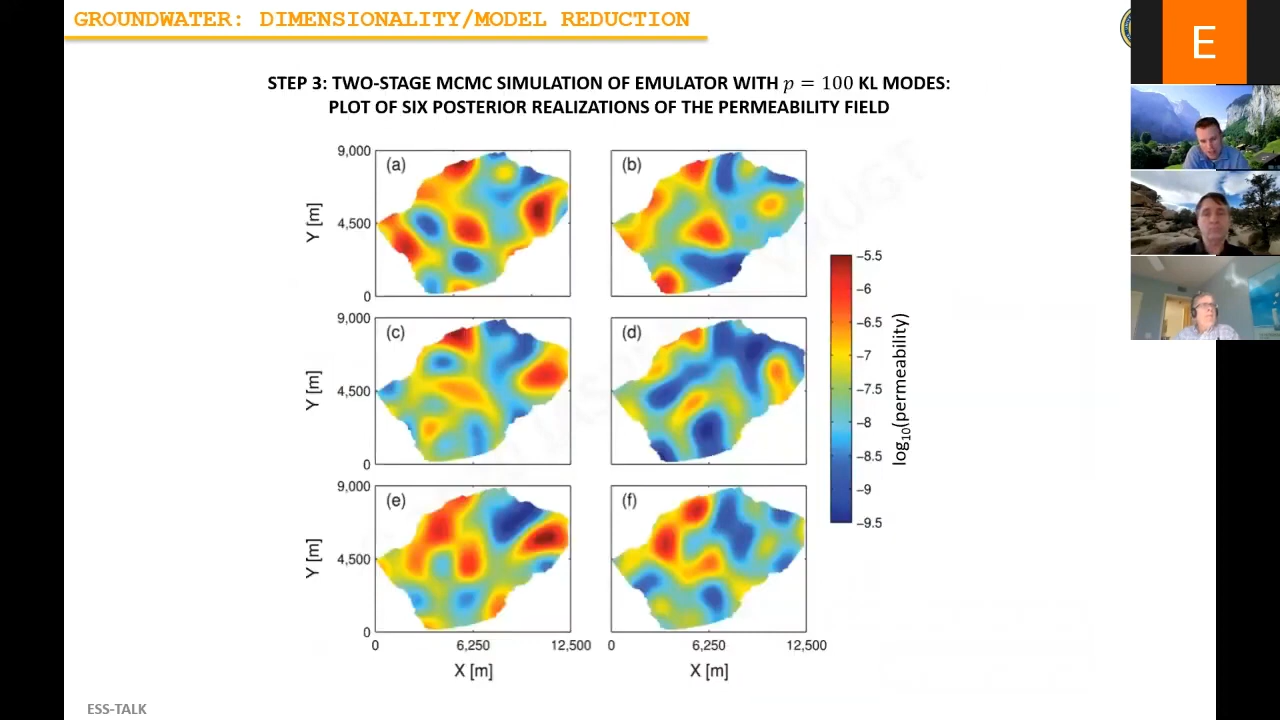 GROUNDWATER: DIMENSIONALITY/MODEL REDUCTION
E
STEP 3: TWO-STAGE MCMC SIMULATION OF EMULATOR WITH p = 100 KL MODES:
PLOT OF SIX POSTERIOR REALIZATIONS OF THE PERMEABILITY FIELD
9,000
(a)
(b)
Y [m]
4,500
0
9,000
(c)
(d)
Y [m]
4,500
0
9,000
(e)
(f)
Y [m]
4,500
0
0 6,250 12,500 0 6,250 12,500
X [m] X [m]
−5.5
−6
−6.5
−7
−7.5
−8
−8.5
−9
−9.5
log10(permeability)
ESS-TALK